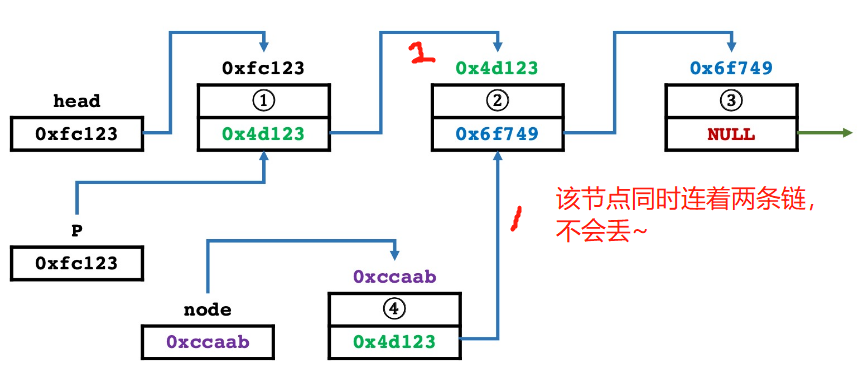 2
0xfc123
0x4d123
0x6f749
head
①
②
③
0xfc123
0x4d123
0x6f749
NULL
该节点同时连着两条链,
不会丢~
1
P
0xfc123
0xccaab
node
④
0xccaab
0x4d123